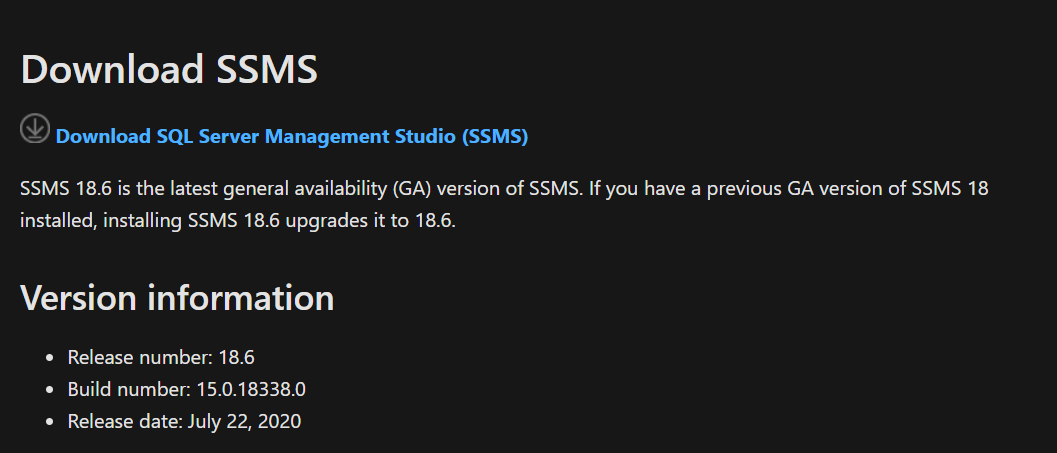 Download SSMS
Download SQL Server Management Studio (SSMS)
SSMS 18.6 is the latest general availability (GA) version of SSMS. If you have a previous GA version of SSMS 18
installed, installing SSMS 18.6 upgrades it to 18.6.
Version information
• Release number: 18.6
• Build number: 15.0.18338.0
• Release date: July 22, 2020